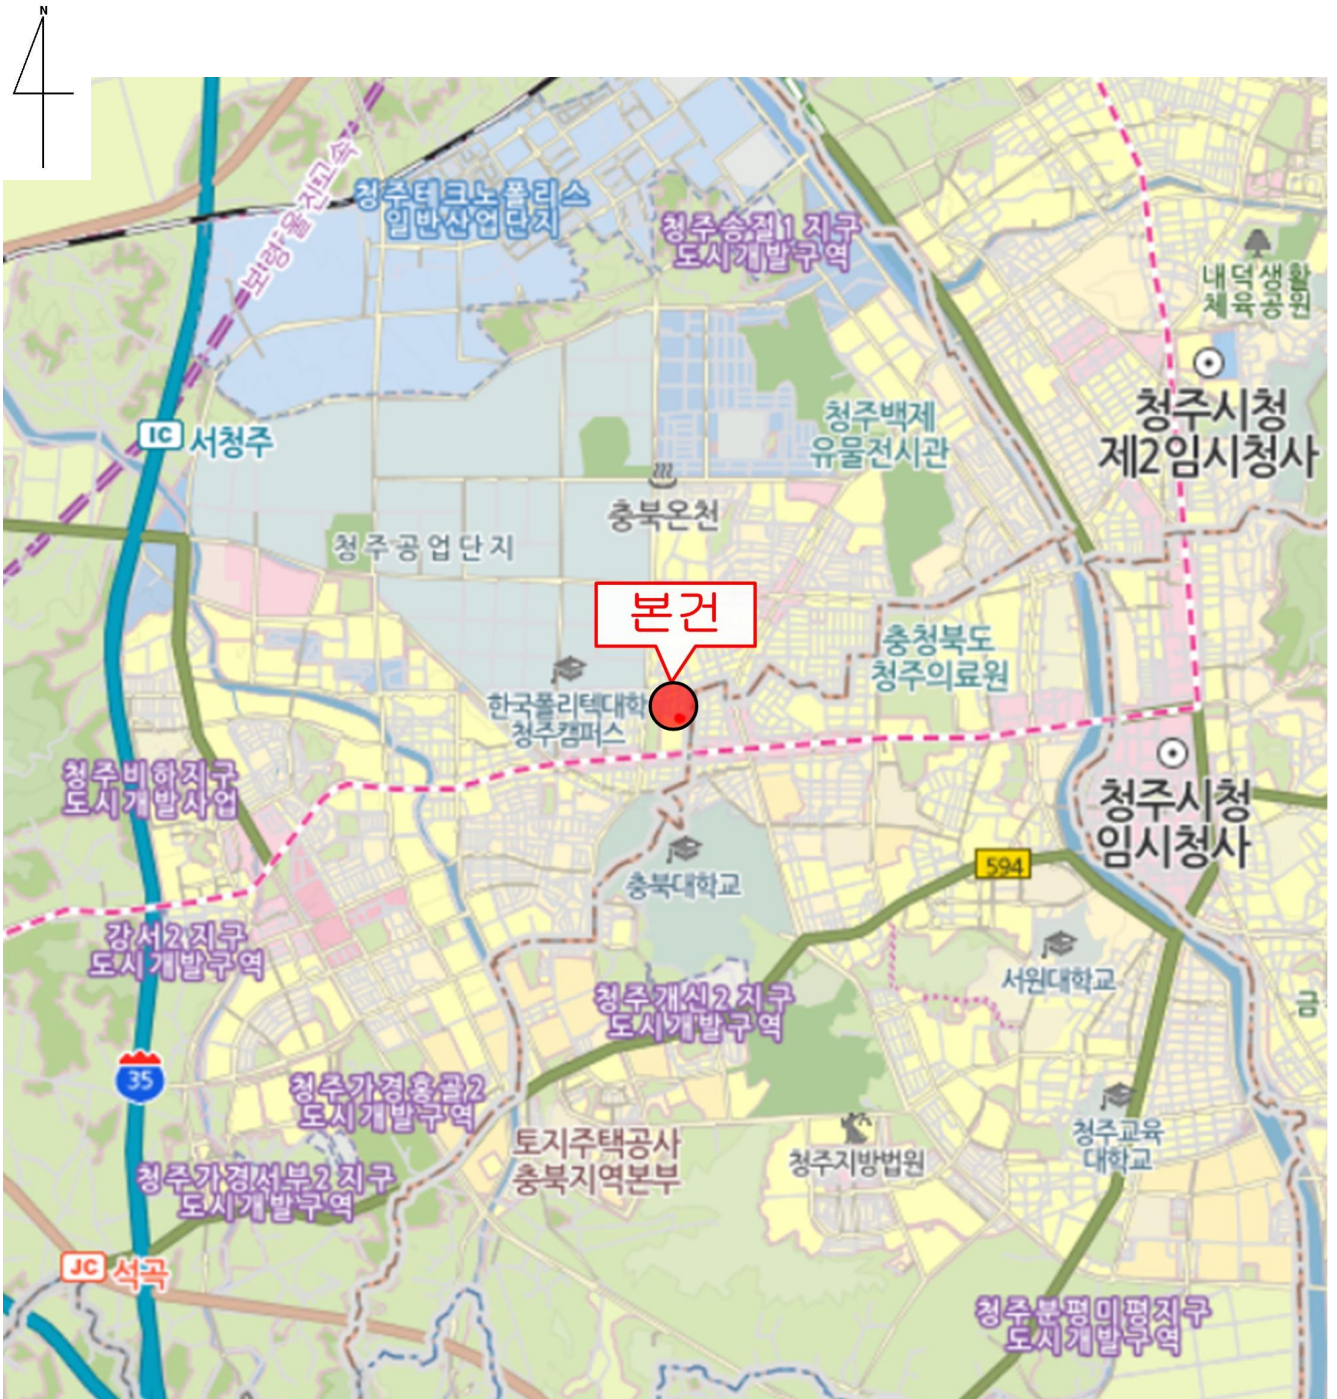 N
보령~울진고속
청주테크노폴리스
일반산업단지
청주송절1지구
도시개발구역
내덕생활
체육공원
청주시청
제2임시청사
청주백제
유물전시관
IC 서청주
충북온천
청주공업단지
본건
충청북도
청주의료원
한국폴리텍대학
청주캠퍼스
청주비하지구
도시개발사업
청주시청
임시청사
594
충북대학교
강서2지구
도시개발구역
서원대학교
청주개신2지구
도시개발구역
금
35
청주가경홍골2
도시개발구역
토지주택공사
충북지역본부
청주지방법원
청주교육
대학교
청주가경서부2지구
도시개발구역
JC 석곡
청주분평미평지구
도시개발구역